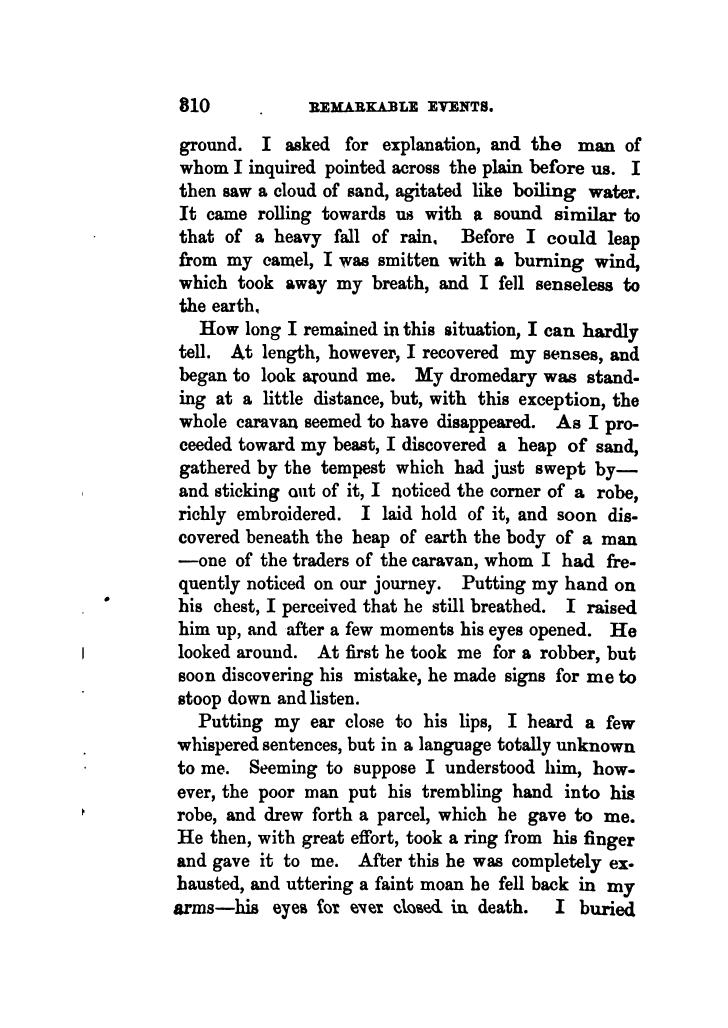 310 REMARKABLE EVENTS.
ground. I asked for explanation, and the man of
whom I inquired pointed across the plain before us. I
then saw a cloud of sand, agitated like boiling water.
It came rolling towards us with a sound similar to
that of a heavy fall of rain. Before I could leap
from my camel, I was smitten with a burning wind,
which took away my breath, and I fell senseless to
the earth.
How long I remained in this situation, I can hardly
tell. At length, however, I recovered my senses, and
began to look around me. My dromedary was stand-
ing at a little distance, but, with this exception, the
whole caravan seemed to have disappeared. As I pro-
ceeded toward my beast, I discovered a heap of sand,
gathered by the tempest which had just swept by—
and sticking out of it, I noticed the corner of a robe,
richly embroidered. I laid hold of it, and soon dis-
covered beneath the heap of earth the body of a man
—one of the traders of the caravan, whom I had fre-
quently noticed on our journey. Putting my hand on
his chest, I perceived that he still breathed. I raised
him up, and after a few moments his eyes opened. He
looked around. At first he took me for a robber, but
soon discovering his mistake, he made signs for me to
stoop down and listen.
Putting my ear close to his lips, I heard a few
whispered sentences, but in a language totally unknown
to me. Seeming to suppose I understood him, how-
ever, the poor man put his trembling hand into his
robe, and drew forth a parcel, which he gave to me.
He then, with great effort, took a ring from his finger
and gave it to me. After this he was completely ex-
hausted, and uttering a faint moan he fell back in my
arms—his eyes for ever closed in death. I buried